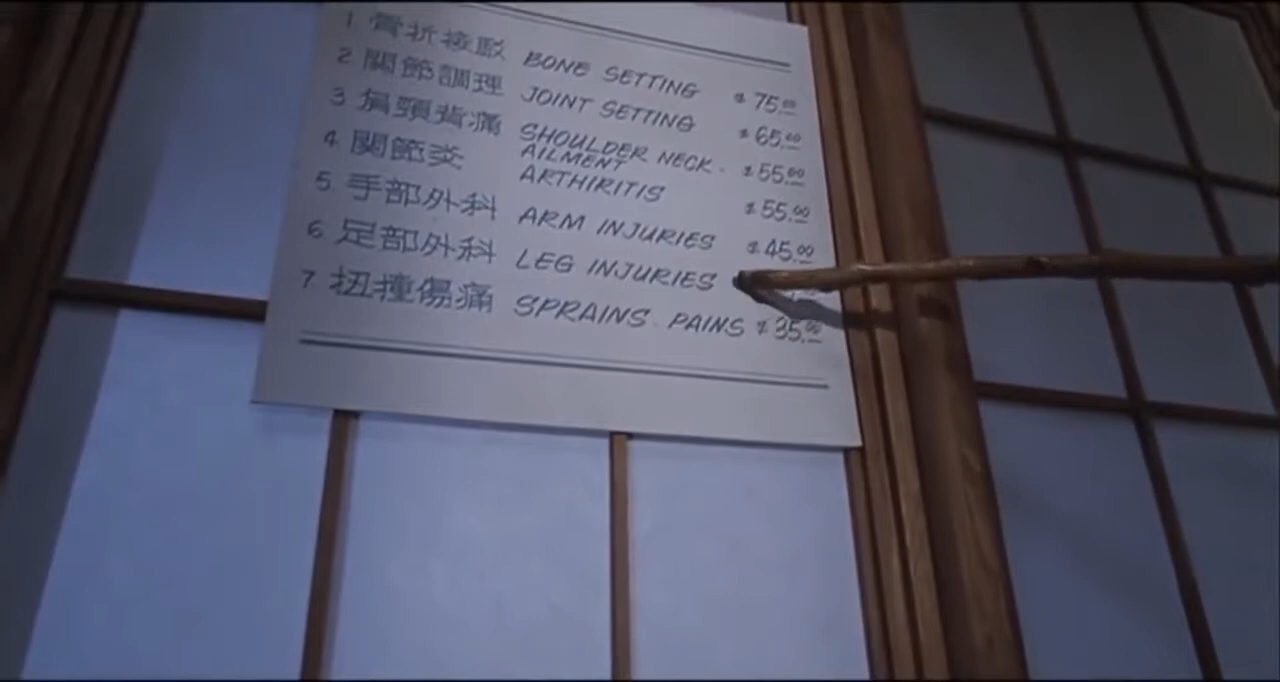 1 骨折接駁 BONE SETTING $75.00
2 關節調理 JOINT SETTING $65.00
3 肩頸背痛 SHOULDER NECK. $55.00
AILMENT
4 關節炎 ARTHIRITIS $55.00
5 手部外科 ARM INJURIES $45.00
6 足部外科 LEG INJURIES
7 扭撞傷痛 SPRAINS. PAINS $35.00